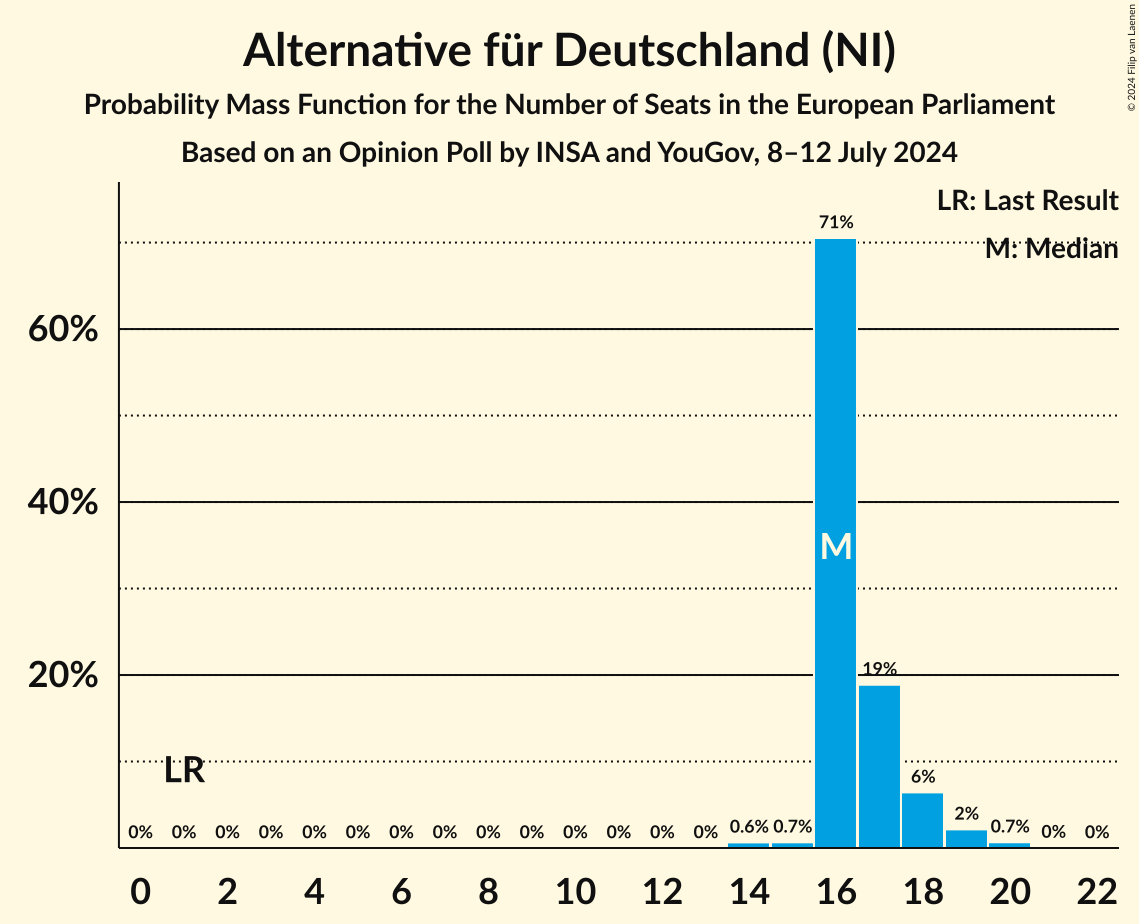 Alternative für Deutschland (NI)
Probability Mass Function for the Number of Seats in the European Parliament
Based on an Opinion Poll by INSA and YouGov, 8–12 July 2024
© 2024 Filip van Laenen
LR: Last Result
M: Median
71%
60%
40%
M
20%
19%
LR
6%
2%
0% 0% 0% 0% 0% 0% 0% 0% 0% 0% 0% 0% 0% 0% 0.6% 0.7% 0.7% 0% 0%
0 2 4 6 8 10 12 14 16 18 20 22